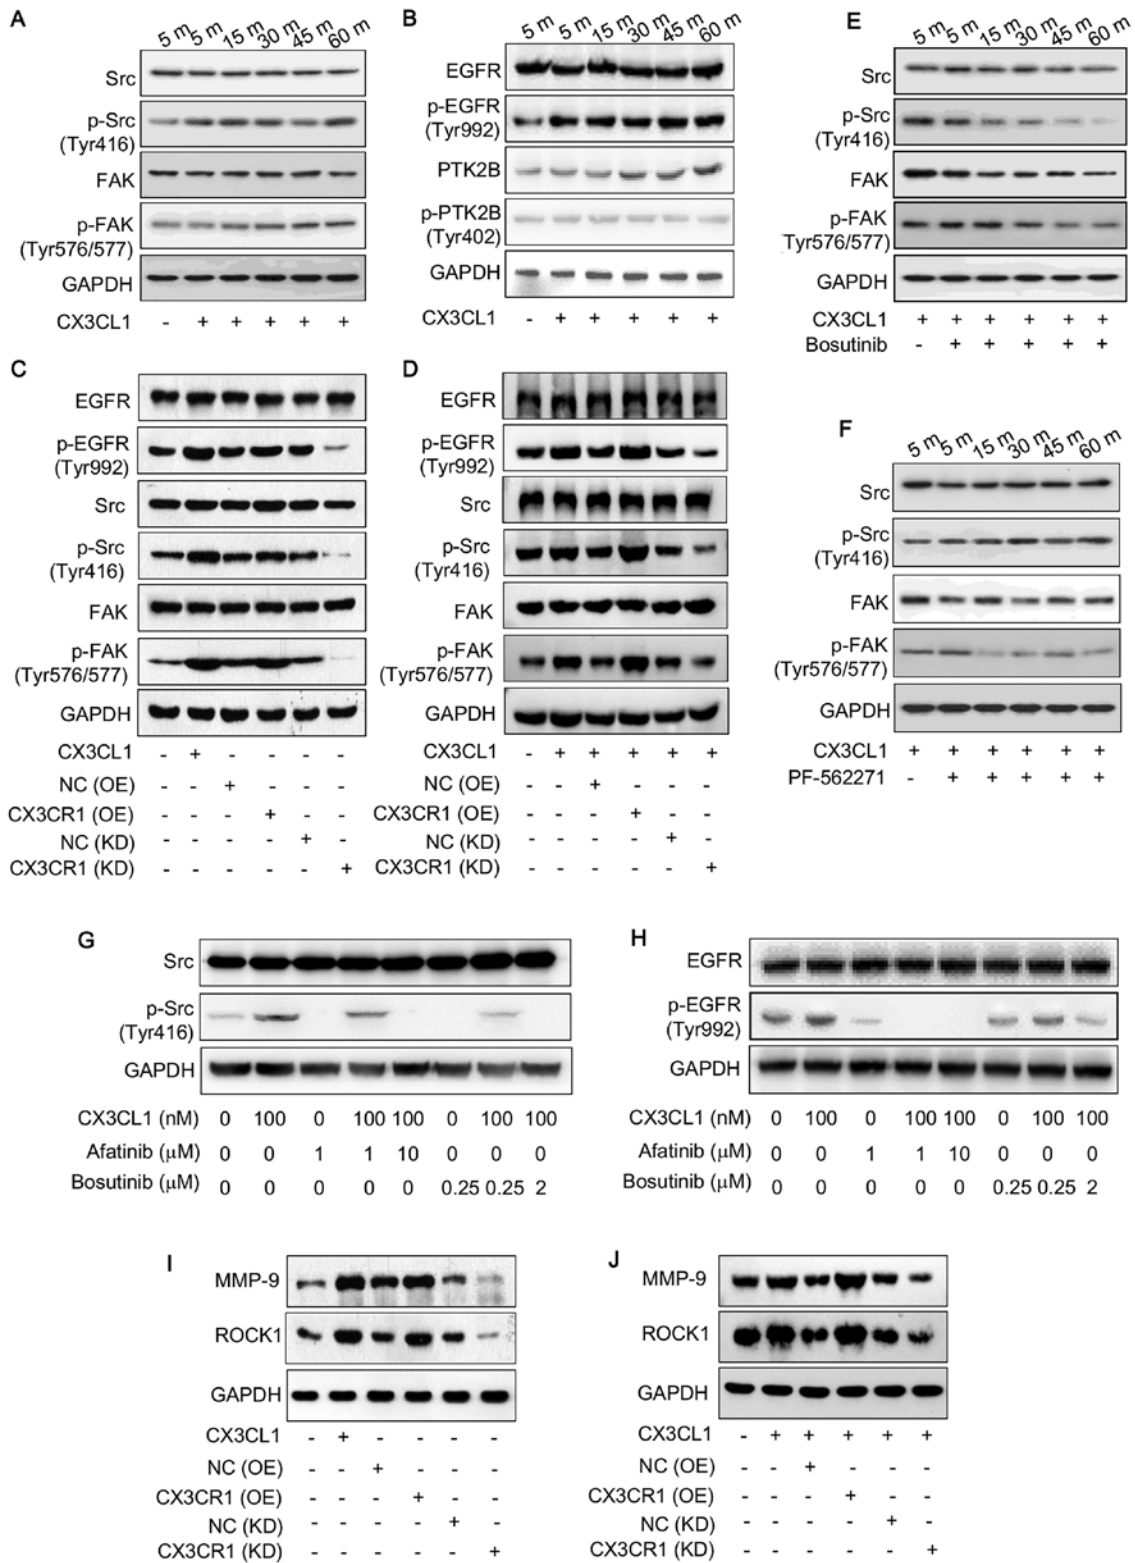 A
5 m 5 m 15 m 30 m 45 m 60 m
Src
p-Src
(Tyr416)
FAK
p-FAK
(Tyr576/577)
GAPDH
CX3CL1 - + + + + +
B
5 m 5 m 15 m 30 m 45 m 60 m
EGFR
p-EGFR
(Tyr992)
PTK2B
p-PTK2B
(Tyr402)
GAPDH
CX3CL1 - + + + + +
E
5 m 5 m 15 m 30 m 45 m 60 m
Src
p-Src
(Tyr416)
FAK
p-FAK
Tyr576/577)
GAPDH
CX3CL1 + + + + + +
Bosutinib - + + + + +
C
EGFR
p-EGFR
(Tyr992)
Src
p-Src
(Tyr416)
FAK
p-FAK
(Tyr576/577)
GAPDH
CX3CL1 - + - - - -
NC (OE) - - + - - -
CX3CR1 (OE) - - - + - -
NC (KD) - - - - + -
CX3CR1 (KD) - - - - - +
D
EGFR
p-EGFR
(Tyr992)
Src
p-Src
(Tyr416)
FAK
p-FAK
(Tyr576/577)
GAPDH
CX3CL1 - + + + + +
NC (OE) - - + - - -
CX3CR1 (OE) - - - + - -
NC (KD) - - - - + -
CX3CR1 (KD) - - - - - +
F
5 m 5 m 15 m 30 m 45 m 60 m
Src
p-Src
(Tyr416)
FAK
p-FAK
(Tyr576/577)
GAPDH
CX3CL1 + + + + + +
PF-562271 - + + + + +
G
Src
p-Src
(Tyr416)
GAPDH
CX3CL1 (nM) 0 100 0 100 100 0 100 100
Afatinib (µM) 0 0 1 1 10 0 0 0
Bosutinib (µM) 0 0 0 0 0 0.25 0.25 2
H
EGFR
p-EGFR
(Tyr992)
GAPDH
CX3CL1 (nM) 0 100 0 100 100 0 100 100
Afatinib (µM) 0 0 1 1 10 0 0 0
Bosutinib (µM) 0 0 0 0 0 0.25 0.25 2
I
MMP-9
ROCK1
GAPDH
CX3CL1 - + - - - -
NC (OE) - - + - - -
CX3CR1 (OE) - - - + - -
NC (KD) - - - - + -
CX3CR1 (KD) - - - - - +
J
MMP-9
ROCK1
GAPDH
CX3CL1 - + + + + +
NC (OE) - - + - - -
CX3CR1 (OE) - - - + - -
NC (KD) - - - - + -
CX3CR1 (KD) - - - - - +